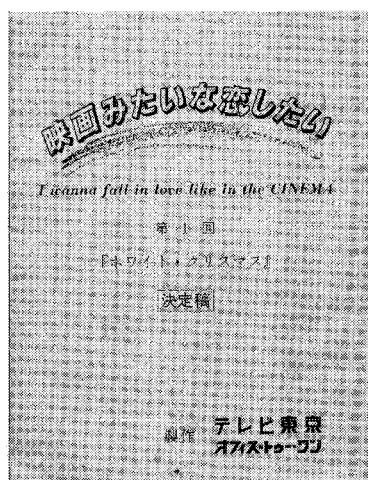 映画みたいな恋したい
I wanna fall in love like in the CINEMA
第1回
『ホワイト・クリスマス』
決定稿
製作 テレビ東京
オフィス・トゥー・ワン